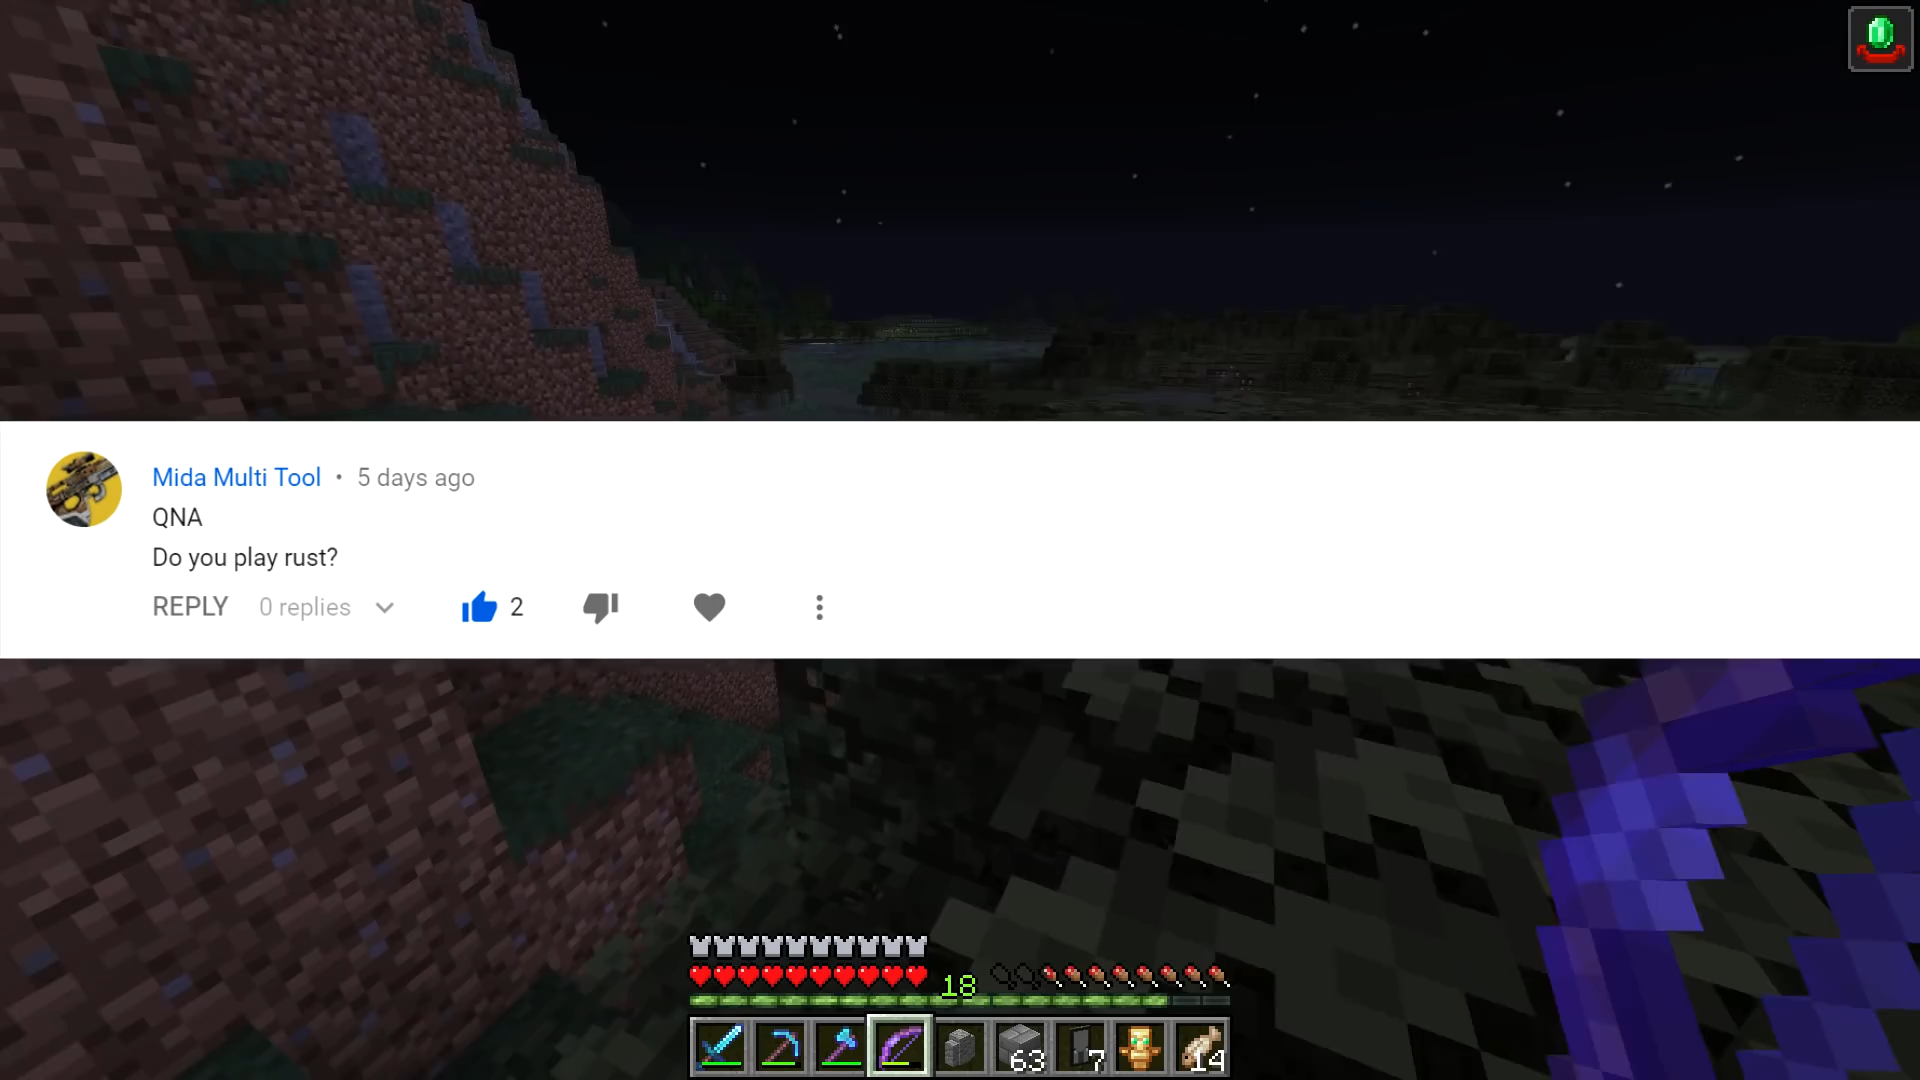 Mida Multi Tool • 5 days ago
QNA
Do you play rust?
REPLY 0 replies 2
18
63 7 14